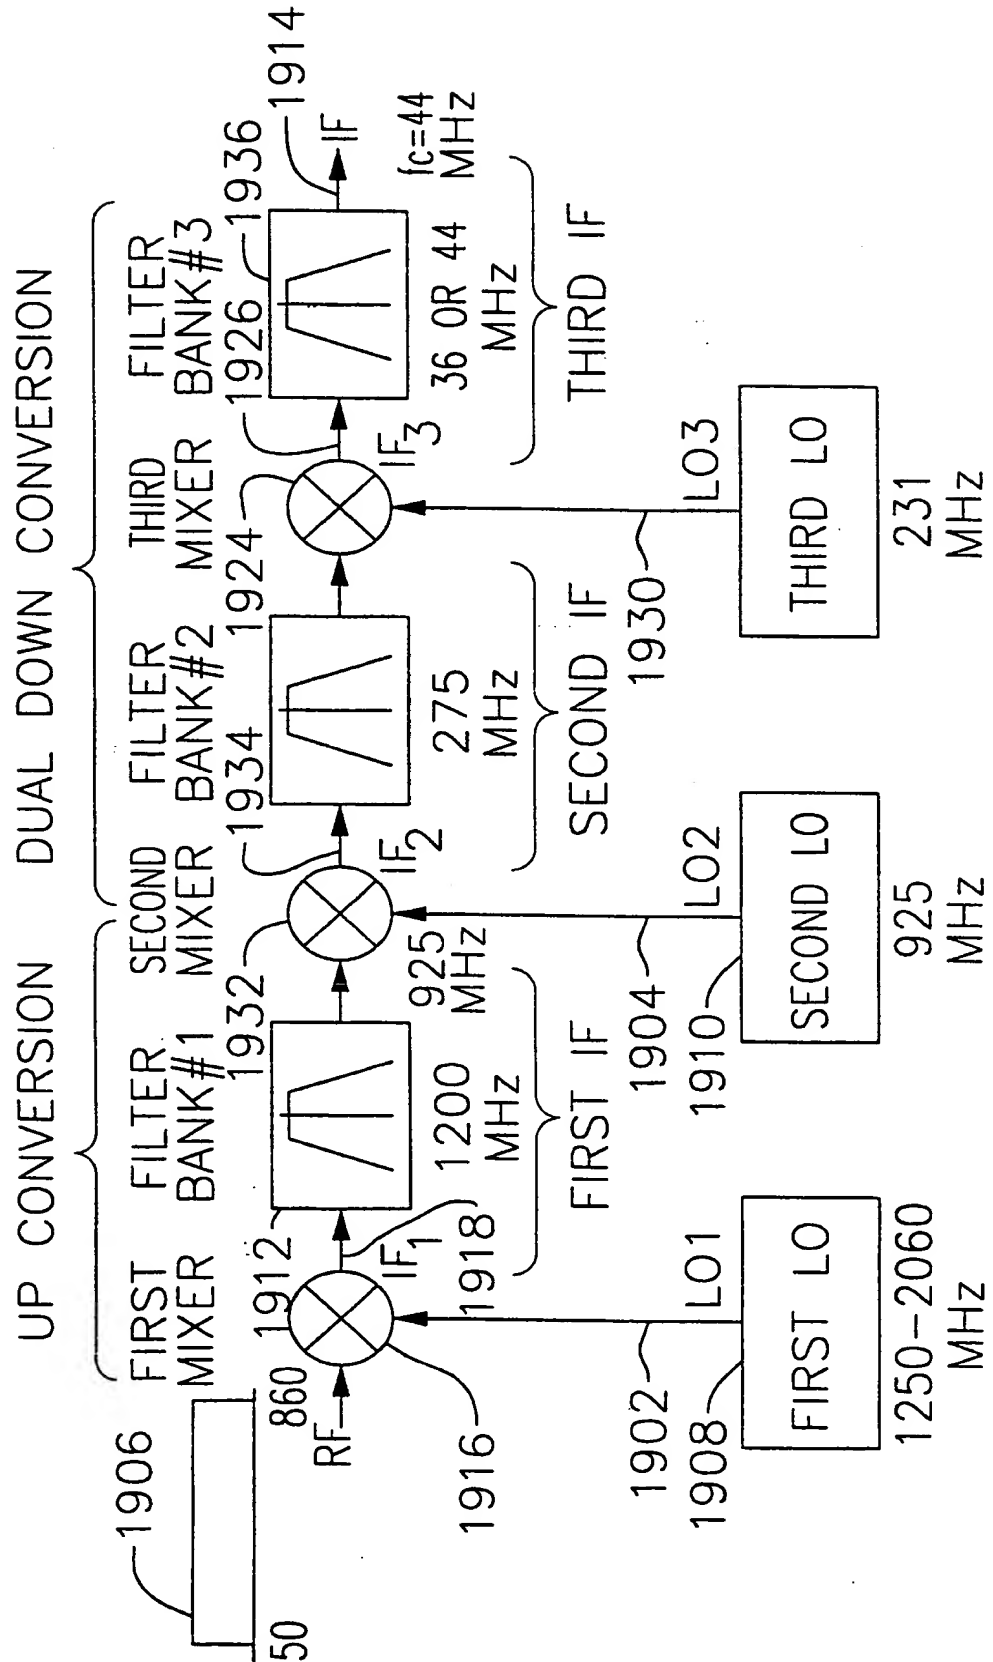 UP CONVERSION
DUAL DOWN CONVERSION
1906
50
860
FIRST
MIXER
FILTER
BANK#1
SECOND
MIXER
FILTER
BANK#2
THIRD
MIXER
FILTER
BANK#3
1912
1932
1934
1924
1926
1936
1914
RF
IF1
IF2
IF3
IF
1916
1918
1200
MHz
925
MHz
275
MHz
36 OR 44
MHz
fc=44
MHz
FIRST IF
SECOND IF
THIRD IF
1902
1904
1930
1908
LO1
1910
LO2
LO3
FIRST LO
SECOND LO
THIRD LO
1250-2060
MHz
925
MHz
231
MHz